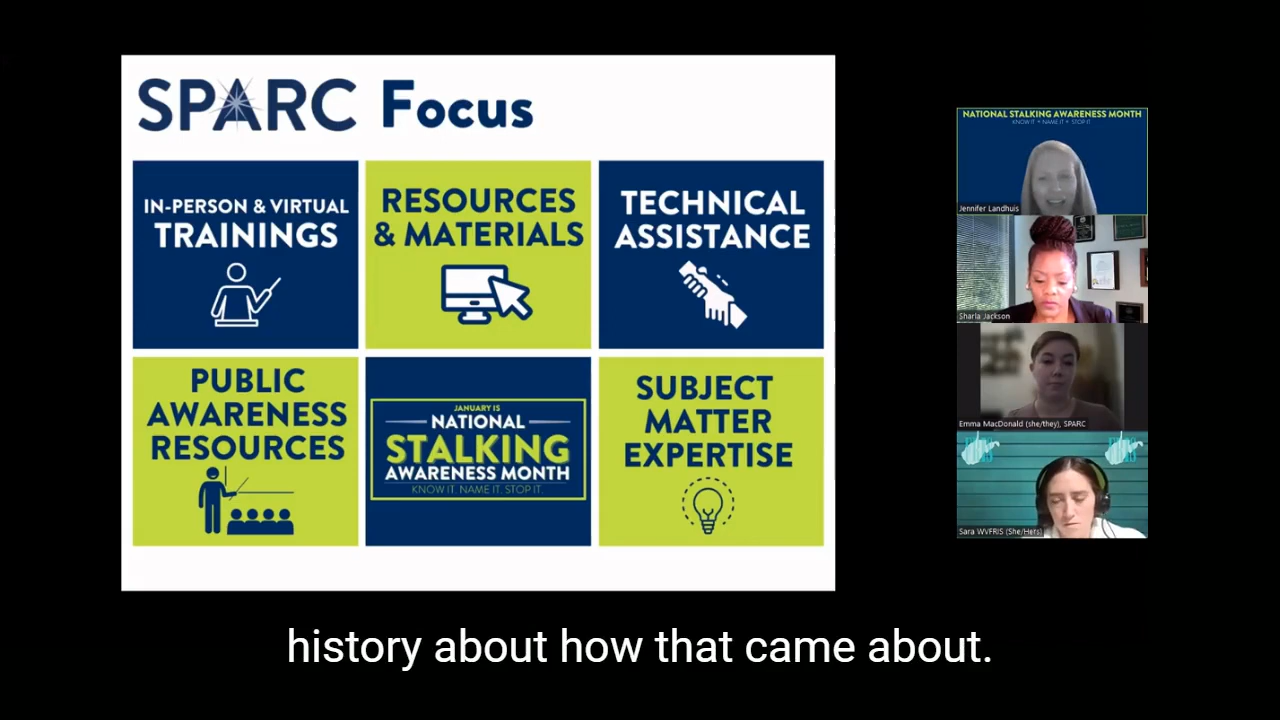 SPARC Focus
IN-PERSON & VIRTUAL
TRAININGS
RESOURCES
& MATERIALS
TECHNICAL
ASSISTANCE
PUBLIC
AWARENESS
RESOURCES
JANUARY IS
NATIONAL
STALKING
AWARENESS MONTH
KNOW IT. NAME IT. STOP IT.
SUBJECT
MATTER
EXPERTISE
NATIONAL STALKING AWARENESS MONTH
KNOW IT • NAME IT • STOP IT
Jennifer Landhuis
Sharla Jackson
Emma MacDonald (she/they), SPARC
Sara WVFRIS (She/Hers)
history about how that came about.